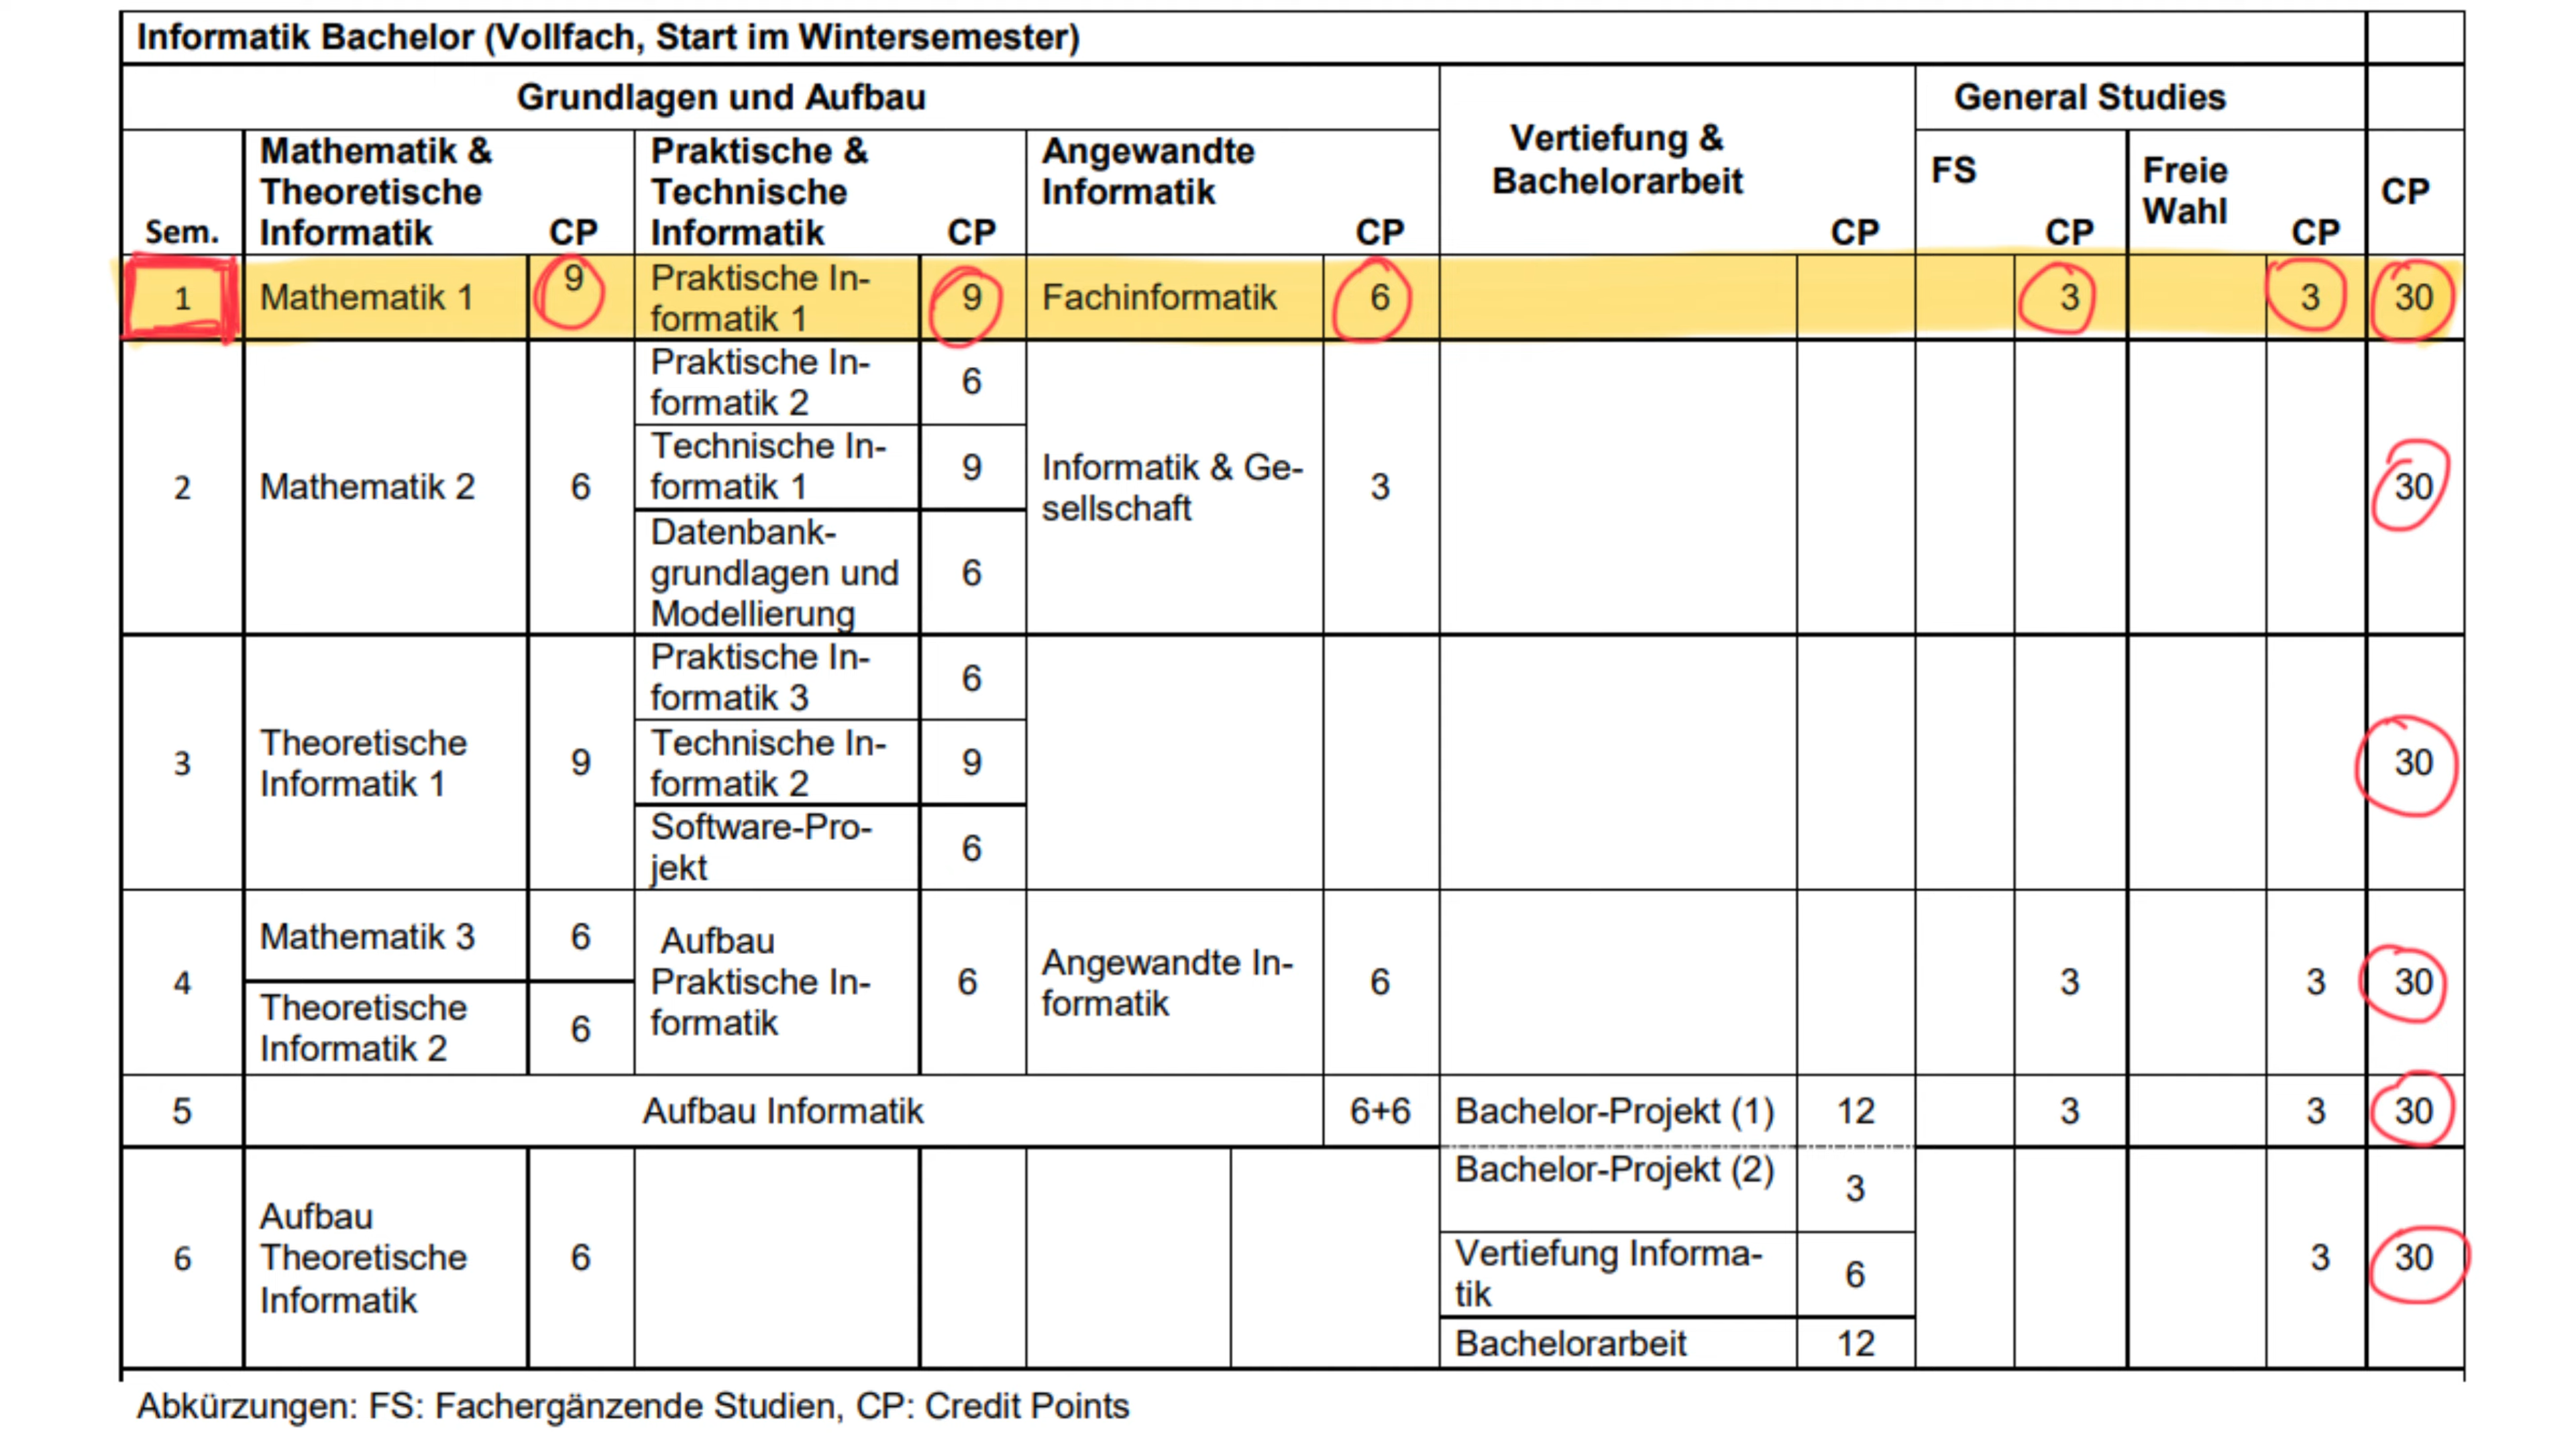 Informatik Bachelor (Vollfach, Start im Wintersemester)
Grundlagen und Aufbau
Vertiefung &
Bachelorarbeit
CP
General Studies
Sem.
Mathematik &
Theoretische
Informatik CP
Praktische &
Technische
Informatik CP
Angewandte
Informatik
CP
FS
CP
Freie
Wahl
CP
CP
1
Mathematik 1
9
Praktische In-
formatik 1
9
Fachinformatik
6
3
3
30
2
Mathematik 2
6
Praktische In-
formatik 2
6
Technische In-
formatik 1
9
Datenbank-
grundlagen und
Modellierung
6
Informatik & Ge-
sellschaft
3
30
3
Theoretische
Informatik 1
9
Praktische In-
formatik 3
6
Technische In-
formatik 2
9
Software-Pro-
jekt
6
30
4
Mathematik 3
6
Theoretische
Informatik 2
6
Aufbau
Praktische In-
formatik
6
Angewandte In-
formatik
6
3
3
30
5
Aufbau Informatik
6+6
Bachelor-Projekt (1)
12
3
3
30
6
Aufbau
Theoretische
Informatik
6
Bachelor-Projekt (2)
3
Vertiefung Informa-
tik
6
Bachelorarbeit
12
3
30
Abkürzungen: FS: Fachergänzende Studien, CP: Credit Points